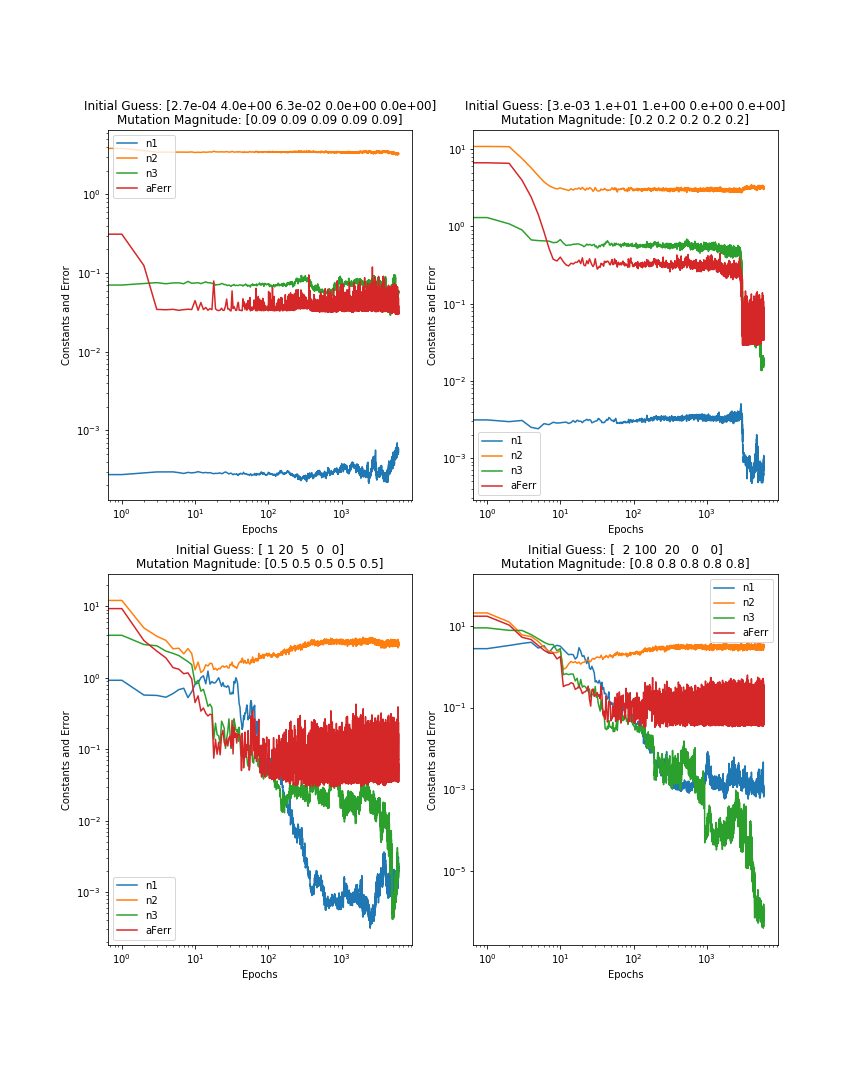 Initial Guess: [2.7e-04 4.0e+00 6.3e-02 0.0e+00 0.0e+00]
Mutation Magnitude: [0.09 0.09 0.09 0.09 0.09]
n1
n2
n3
aFerr
10^0
10^-1
10^-2
10^-3
Constants and Error
10^0 10^1 10^2 10^3
Epochs
Initial Guess: [3.e-03 1.e+01 1.e+00 0.e+00 0.e+00]
Mutation Magnitude: [0.2 0.2 0.2 0.2 0.2]
10^1
10^0
10^-1
10^-2
10^-3
Constants and Error
n1
n2
n3
aFerr
10^0 10^1 10^2 10^3
Epochs
Initial Guess: [ 1 20  5  0  0]
Mutation Magnitude: [0.5 0.5 0.5 0.5 0.5]
10^1
10^0
10^-1
10^-2
10^-3
Constants and Error
n1
n2
n3
aFerr
10^0 10^1 10^2 10^3
Epochs
Initial Guess: [  2 100  20   0   0]
Mutation Magnitude: [0.8 0.8 0.8 0.8 0.8]
n1
n2
n3
aFerr
10^1
10^-1
10^-3
10^-5
Constants and Error
10^0 10^1 10^2 10^3
Epochs